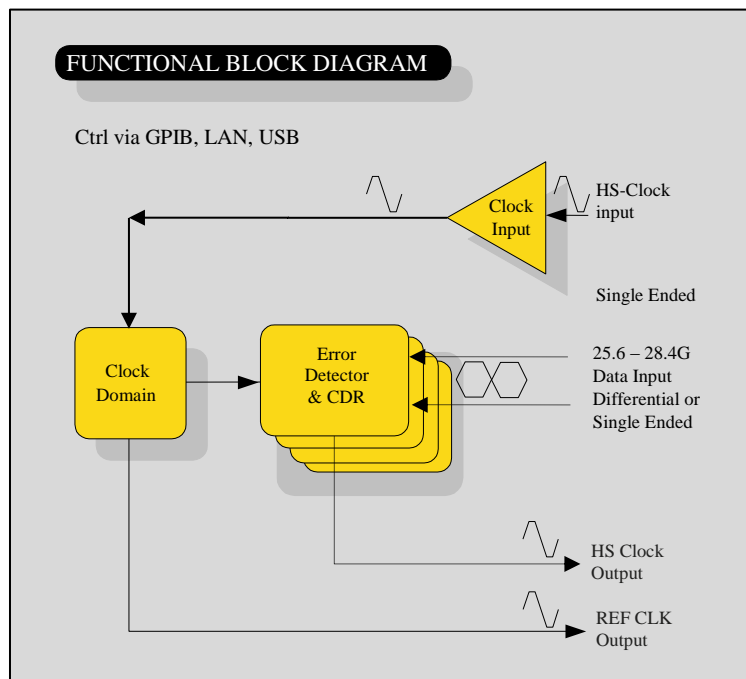 FUNCTIONAL BLOCK DIAGRAM
Ctrl via GPIB, LAN, USB
Clock
Input
HS-Clock
input
Single Ended
Clock
Domain
Error
Detector
& CDR
25.6 – 28.4G
Data Input
Differential or
Single Ended
HS Clock
Output
REF CLK
Output